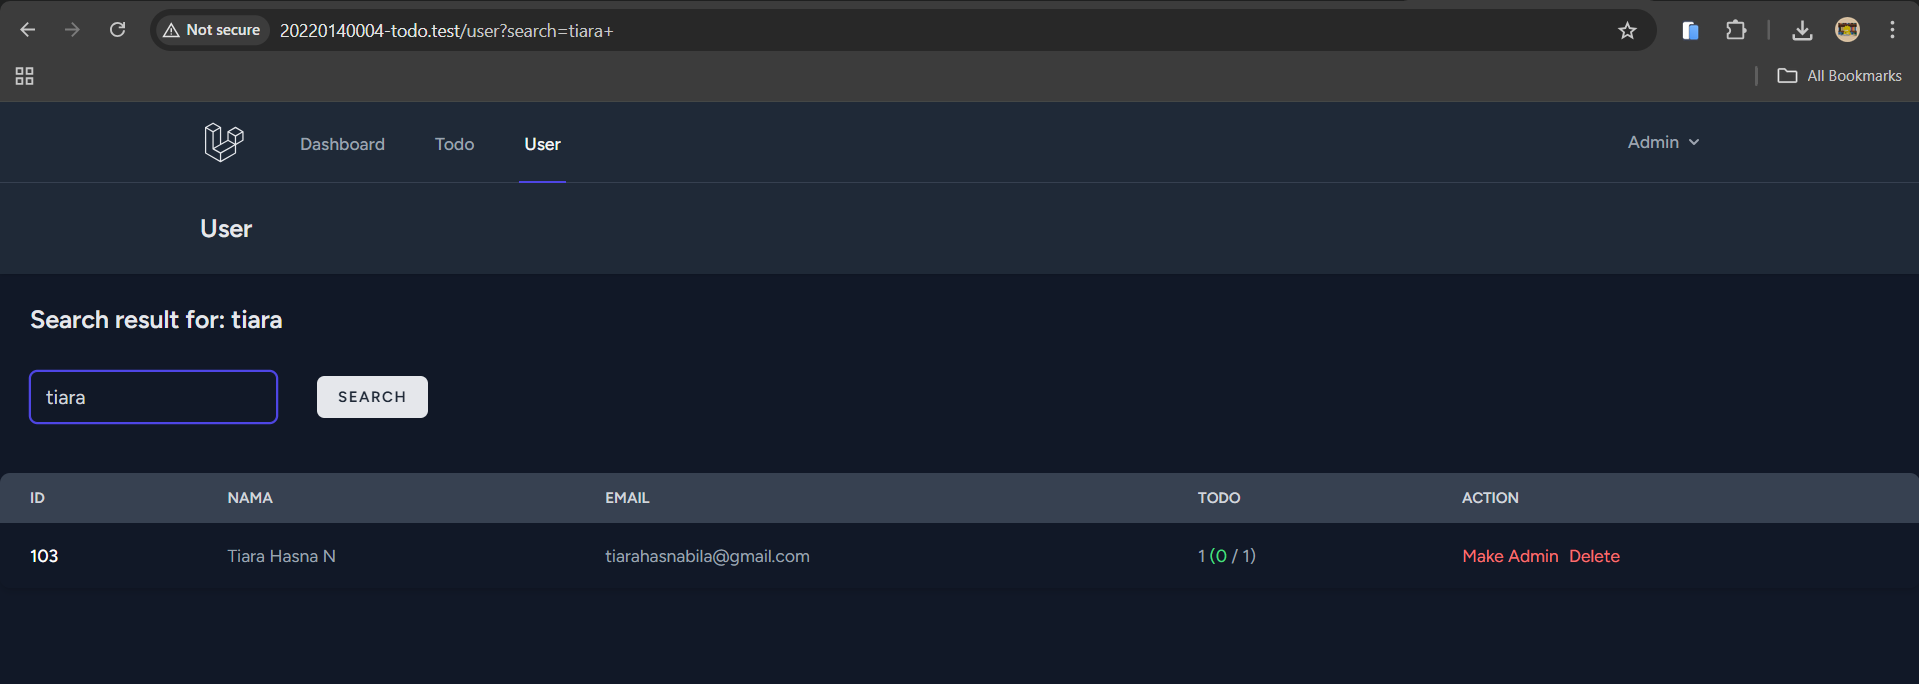 Not secure 20220140004-todo.test/user?search=tiara+
All Bookmarks
Dashboard Todo User Admin
User
Search result for: tiara
tiara SEARCH
ID NAMA EMAIL TODO ACTION
103 Tiara Hasna N tiarahasnabila@gmail.com 1 (0 / 1) Make Admin Delete